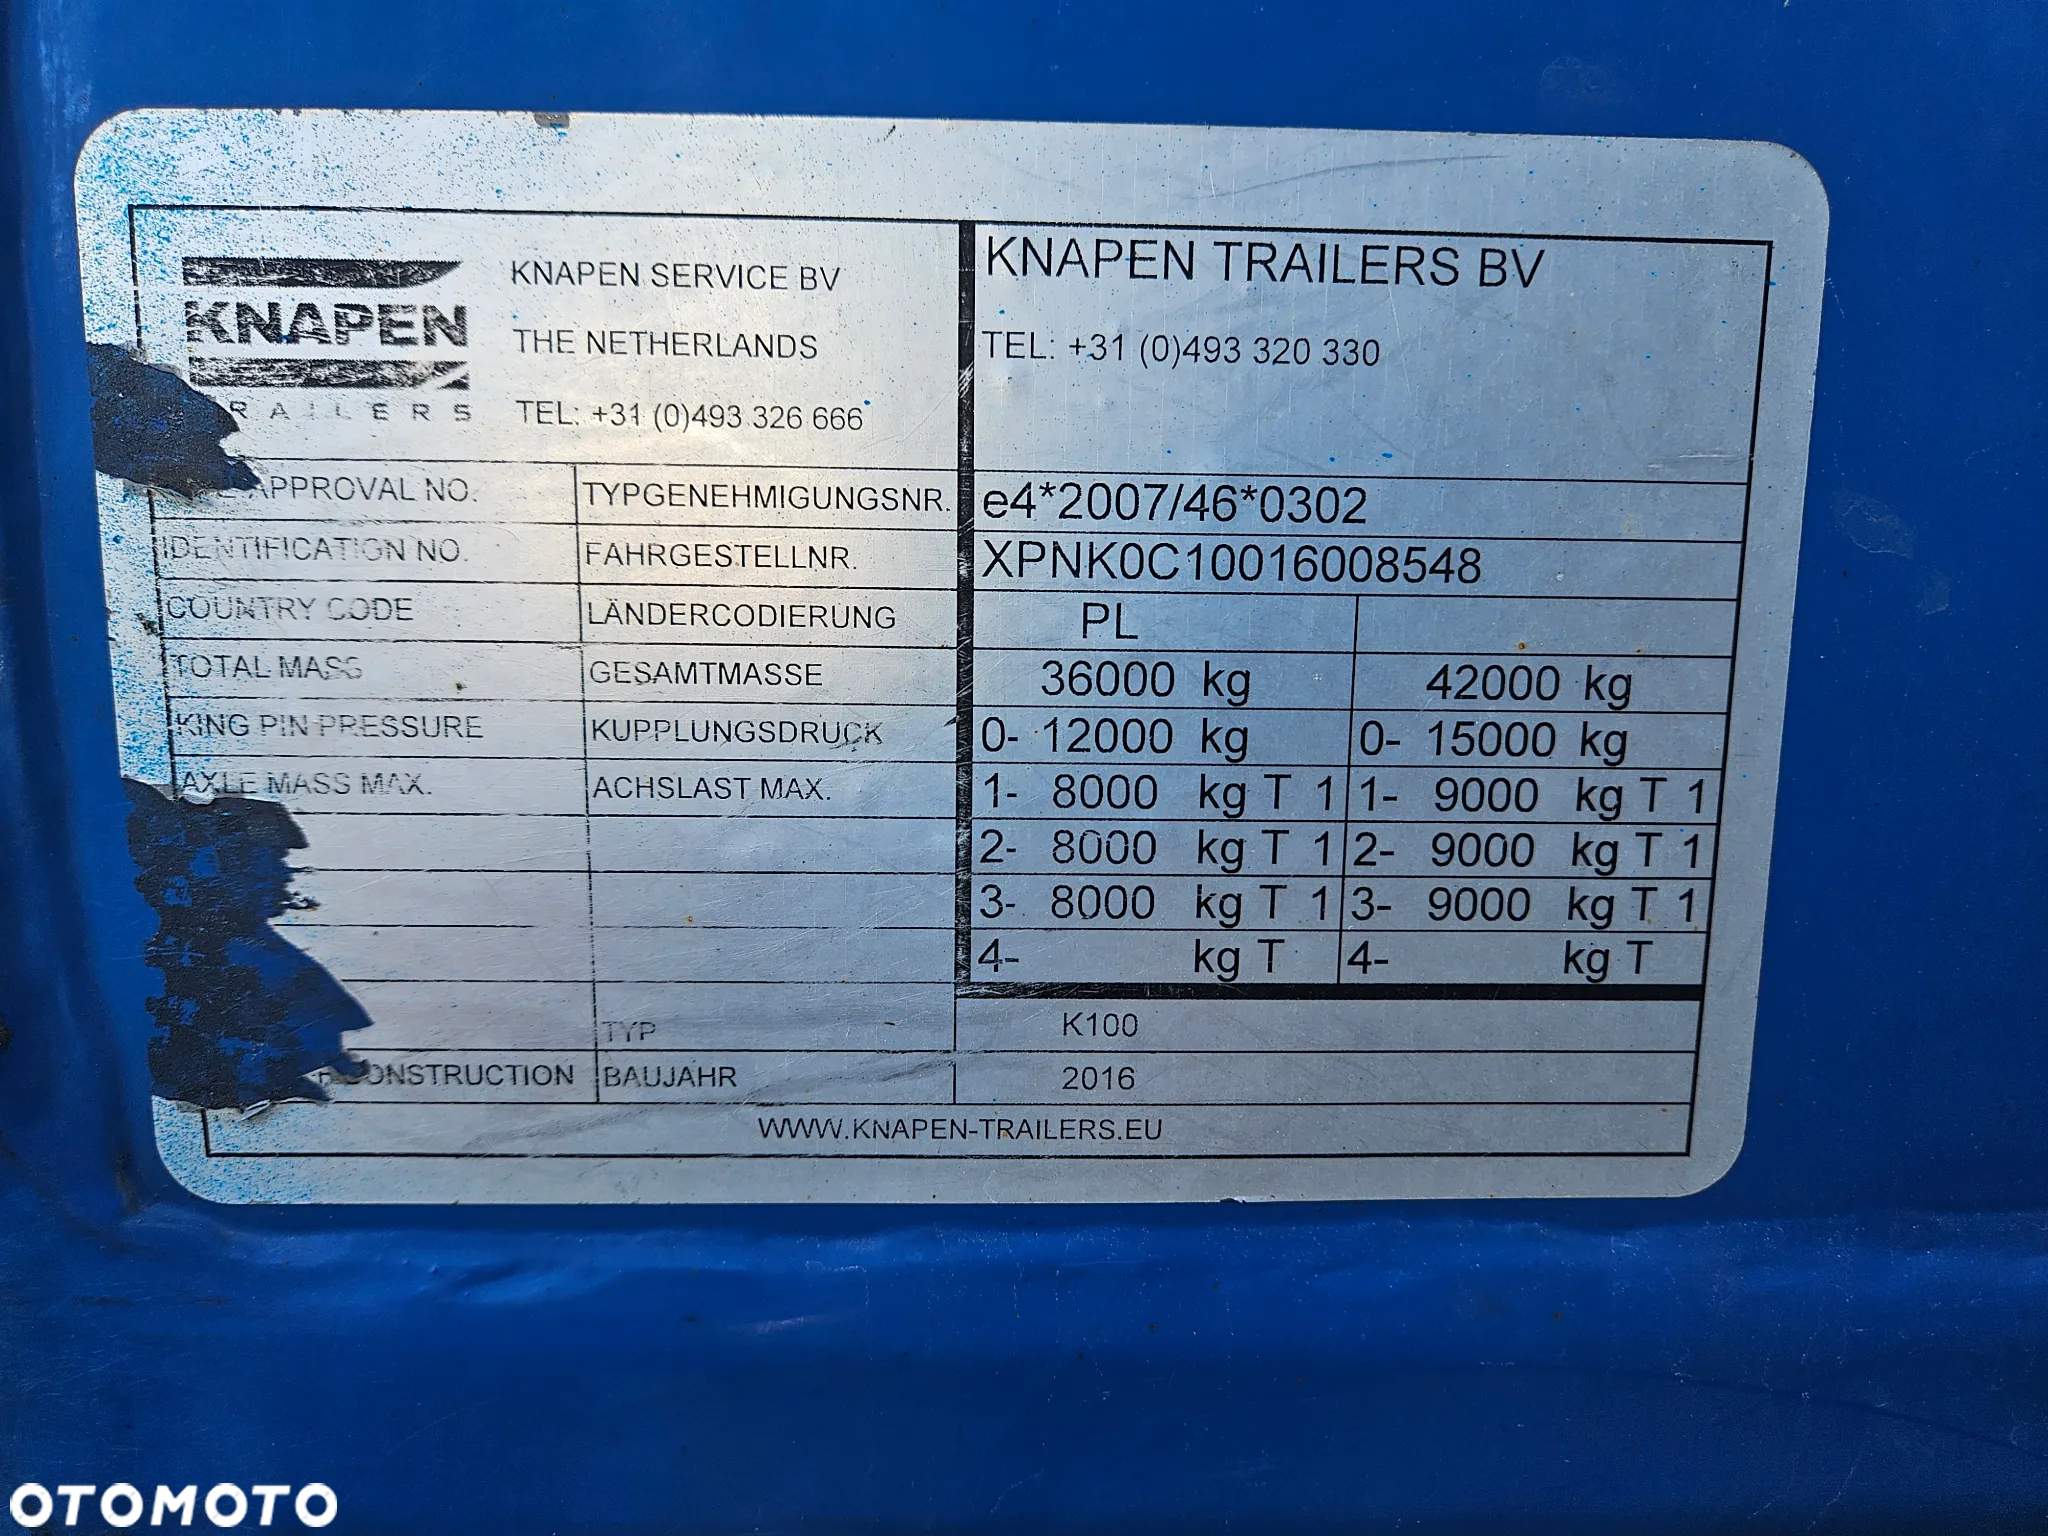 KNAPEN
RAILERS
KNAPEN SERVICE BV
THE NETHERLANDS
TEL: +31 (0)493 326 666
KNAPEN TRAILERS BV
TEL: +31 (0)493 320 330
APPROVAL NO. TYPGENEHMIGUNGSNR. e4*2007/46*0302
IDENTIFICATION NO. FAHRGESTELLNR. XPNK0C10016008548
COUNTRY CODE LÄNDERCODIERUNG PL
TOTAL MASS GESAMTMASSE 36000 kg 42000 kg
KING PIN PRESSURE KUPPLUNGSDRUCK 0- 12000 kg 0- 15000 kg
AXLE MASS MAX. ACHSLAST MAX. 1- 8000 kg T 1 1- 9000 kg T 1
2- 8000 kg T 1 2- 9000 kg T 1
3- 8000 kg T 1 3- 9000 kg T 1
4- kg T 4- kg T
TYP K100
CONSTRUCTION BAUJAHR 2016
WWW.KNAPEN-TRAILERS.EU
OTOMOTO